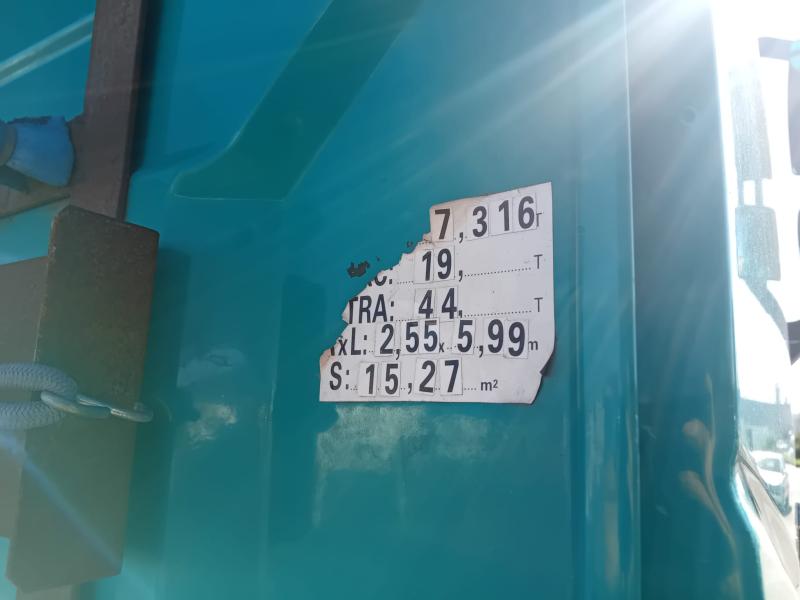 7,316 T
C: 19, T
TRA: 44, T
xL: 2,55 x 5,99 m
S: 15,27 m²